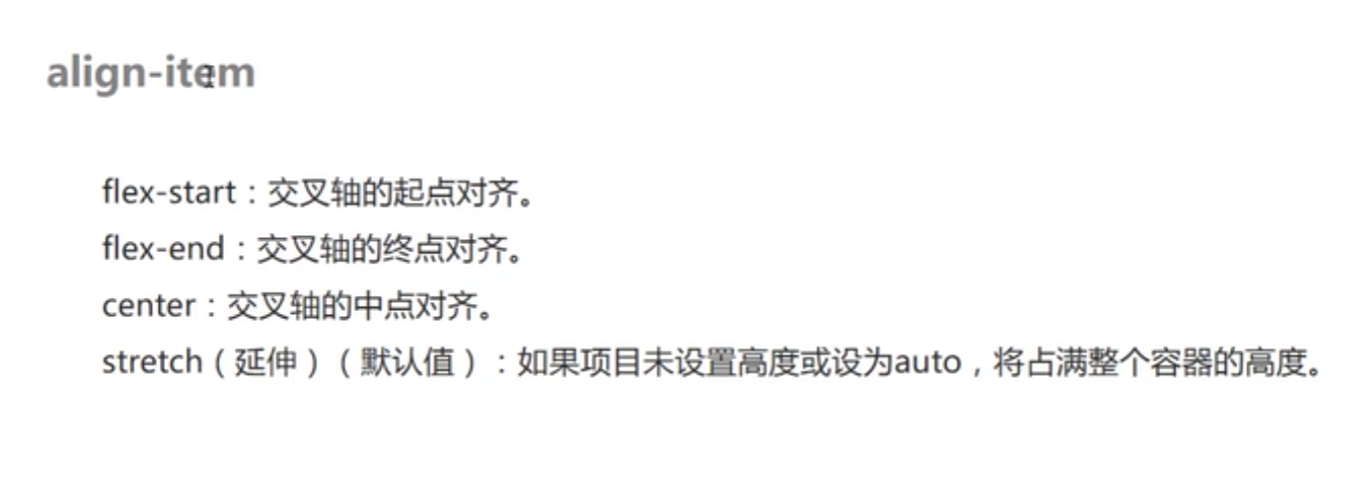 align-item
flex-start：交叉轴的起点对齐。
flex-end：交叉轴的终点对齐。
center：交叉轴的中点对齐。
stretch（延伸）（默认值）：如果项目未设置高度或设为auto，将占满整个容器的高度。